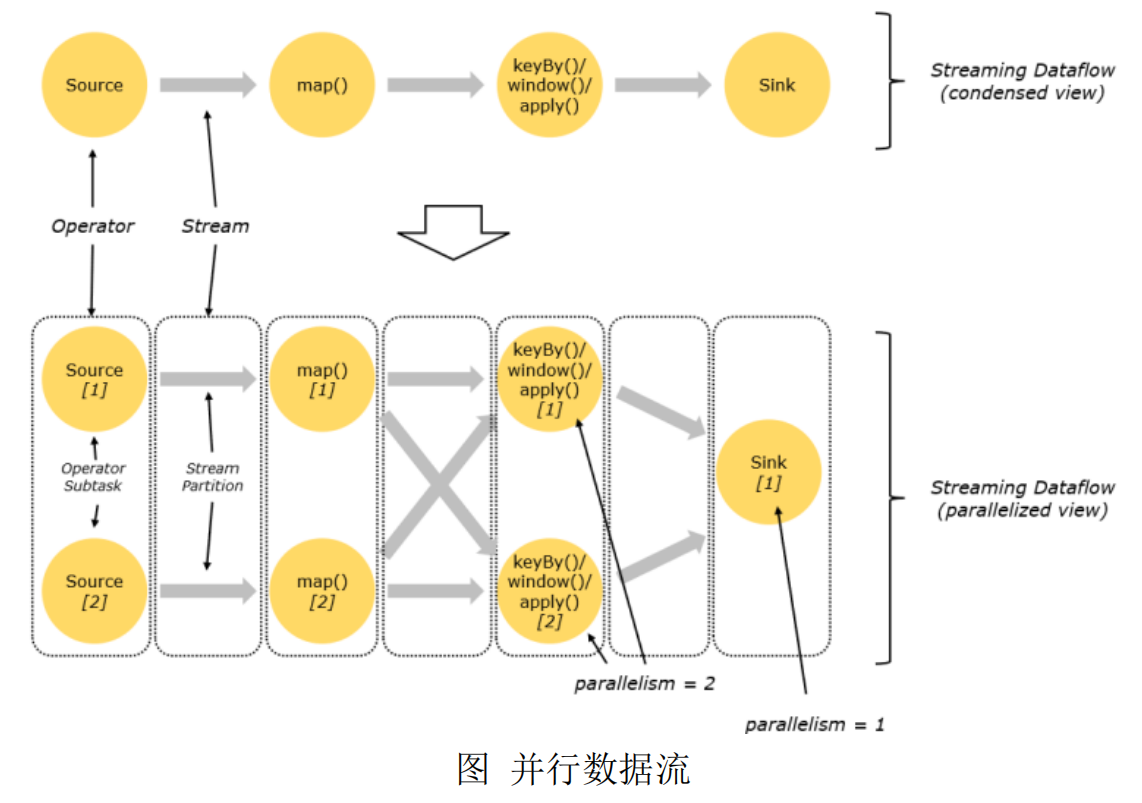 Source
map()
keyBy()/
window()/
apply()
Sink
Streaming Dataflow
(condensed view)
Operator
Stream
Source
[1]
map()
[1]
keyBy()/
window()/
apply()
[1]
Operator
Subtask
Stream
Partition
Sink
[1]
Streaming Dataflow
(parallelized view)
Source
[2]
map()
[2]
keyBy()/
window()/
apply()
[2]
parallelism = 2
parallelism = 1
图 并行数据流